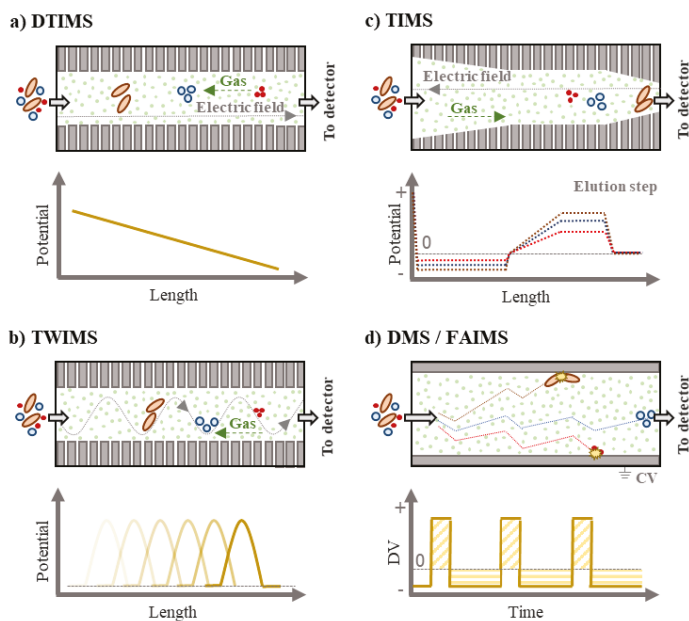 a) DTIMS
Gas
Electric field
To detector
Potential
Length
b) TWIMS
Gas
To detector
Potential
Length
c) TIMS
Electric field
Gas
To detector
+
Elution step
0
Potential
-
Length
d) DMS / FAIMS
To detector
CV
+
DV
0
-
Time